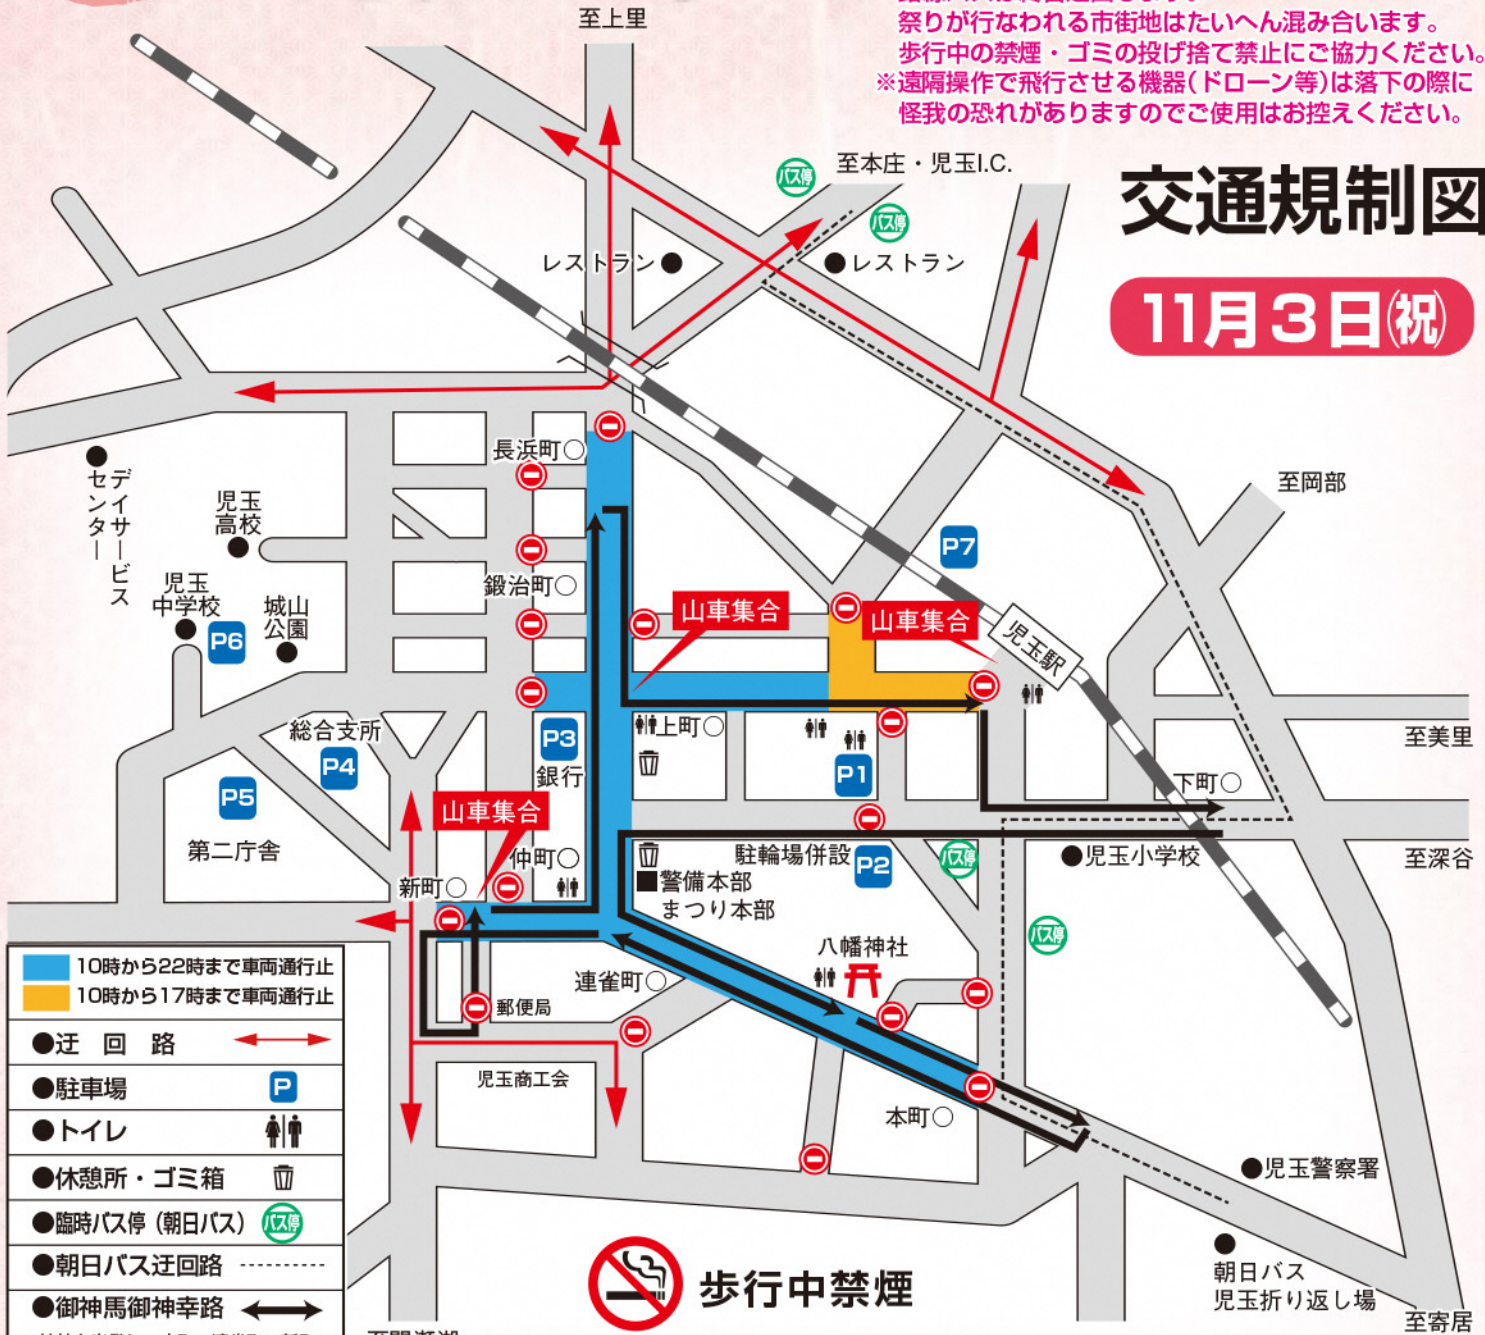 祭りが行なわれる市街地はたいへん混み合います。
歩行中の禁煙・ゴミの投げ捨て禁止にご協力ください。
※遠隔操作で飛行させる機器(ドローン等)は落下の際に
怪我の恐れがありますのでご使用はお控えください。
交通規制図
11月3日(祝)
至上里
至本庄・児玉I.C.
バス停
バス停
レストラン
レストラン
至岡部
長浜町
デイサービス
センター
児玉
高校
鍛冶町
児玉
中学校
城山
公園
P6
P7
山車集合
山車集合
児玉駅
総合支所
P4
P3
銀行
上町
P1
至美里
P5
第二庁舎
山車集合
下町
仲町
新町
駐輪場併設
P2
バス停
児玉小学校
至深谷
警備本部
まつり本部
八幡神社
バス停
連雀町
郵便局
児玉商工会
本町
児玉警察署
朝日バス
児玉折り返し場
至寄居
10時から22時まで車両通行止
10時から17時まで車両通行止
●迂回路
●駐車場 P
●トイレ
●休憩所・ゴミ箱
●臨時バス停(朝日バス) バス停
●朝日バス迂回路
●御神馬御神幸路
歩行中禁煙